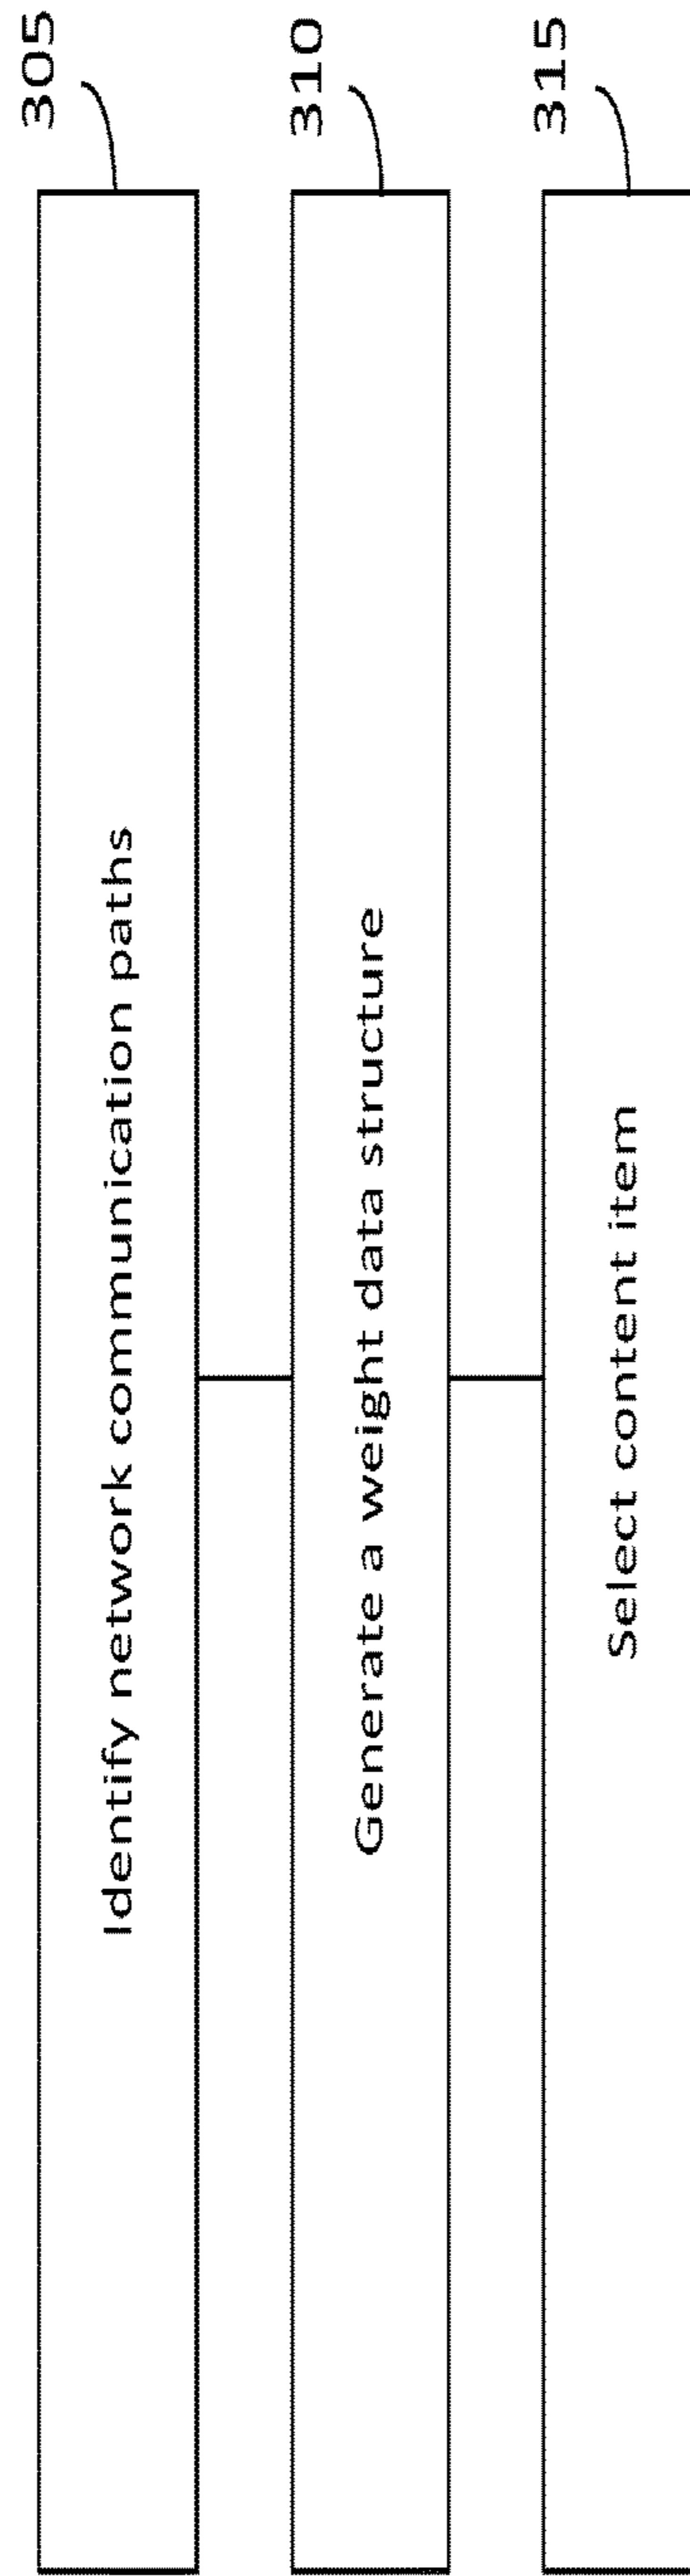 305
Identify network communication paths
310
Generate a weight data structure
315
Select content item